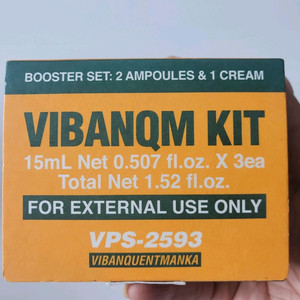 BOOSTER SET: 2 AMPOULES & 1 CREAM
VIBANQM KIT
15mL Net 0.507 fl.oz. X 3ea
Total Net 1.52 fl.oz.
FOR EXTERNAL USE ONLY
VPS-2593
VIBANQUENTMANKA